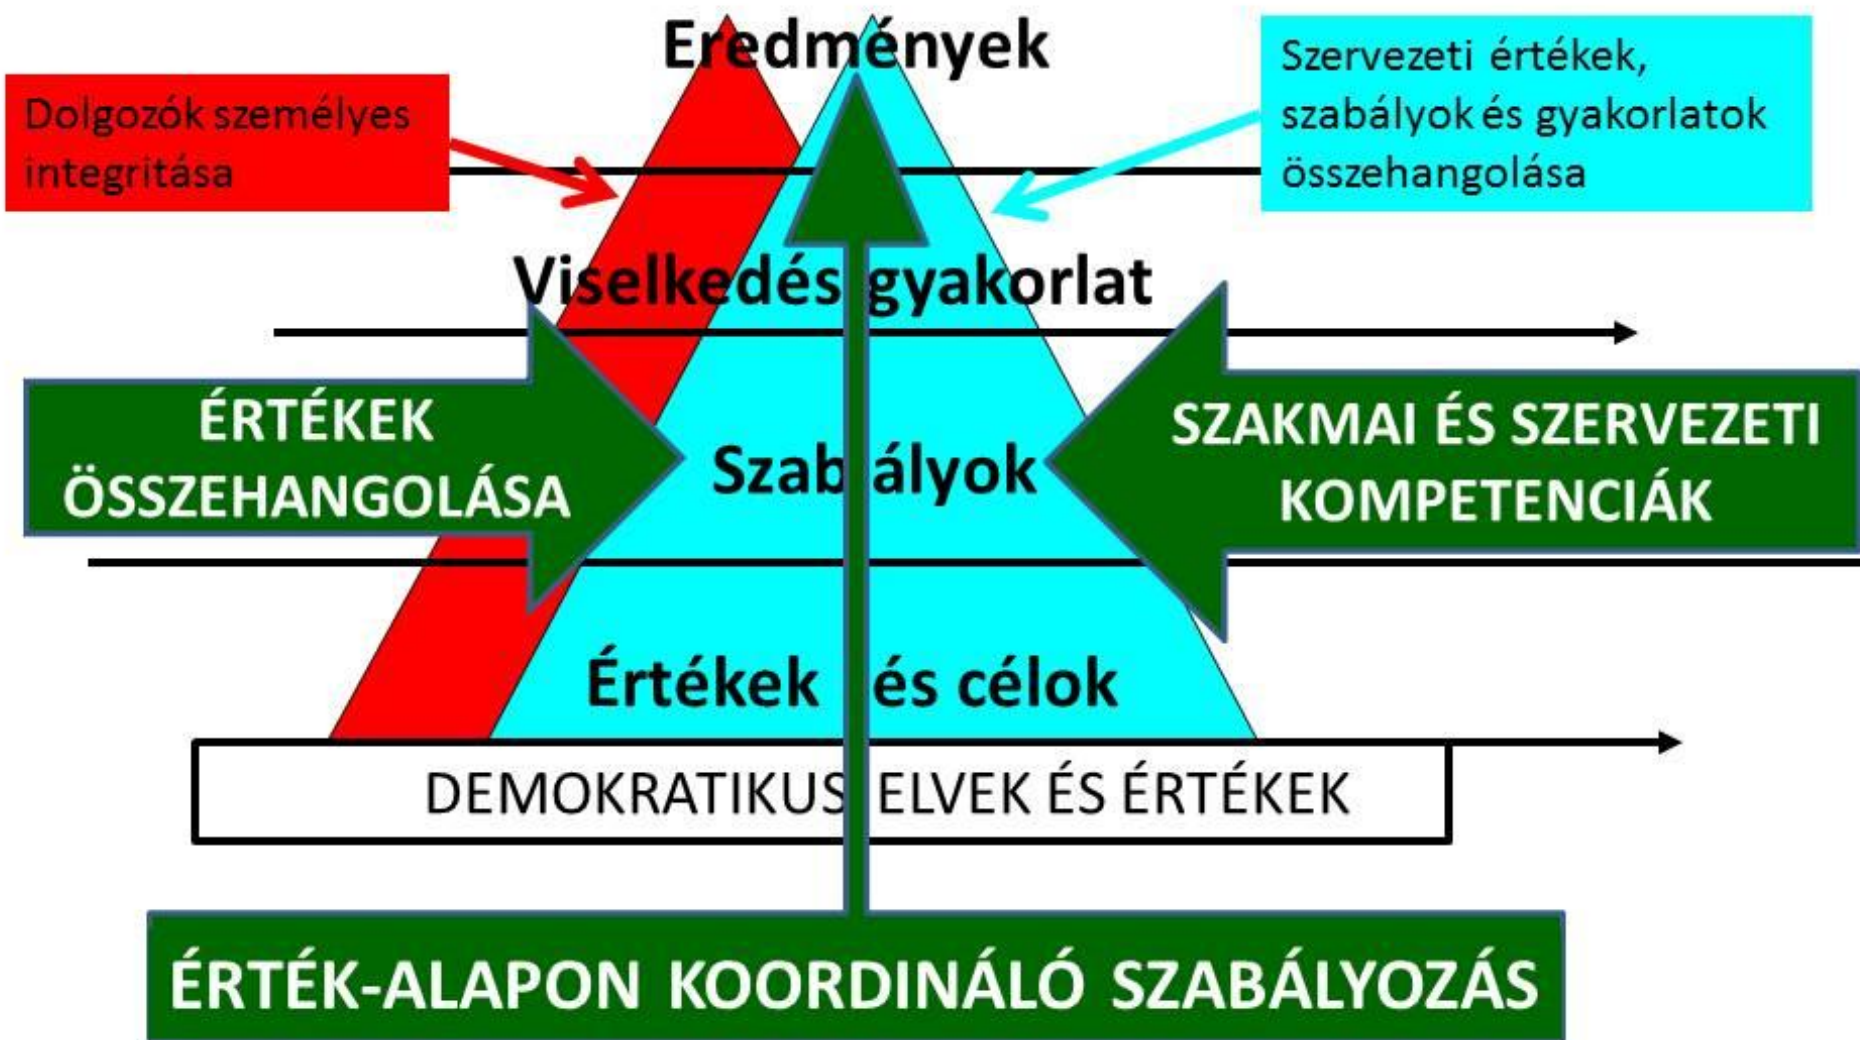 Eredmények
Dolgozók személyes
integritása
Szervezeti értékek,
szabályok és gyakorlatok
összehangolása
Viselkedés gyakorlat
ÉRTÉKEK
ÖSSZEHANGOLÁSA
Szabályok
SZAKMAI ÉS SZERVEZETI
KOMPETENCIÁK
Értékek és célok
DEMOKRATIKUS ELVEK ÉS ÉRTÉKEK
ÉRTÉK-ALAPON KOORDINÁLÓ SZABÁLYOZÁS